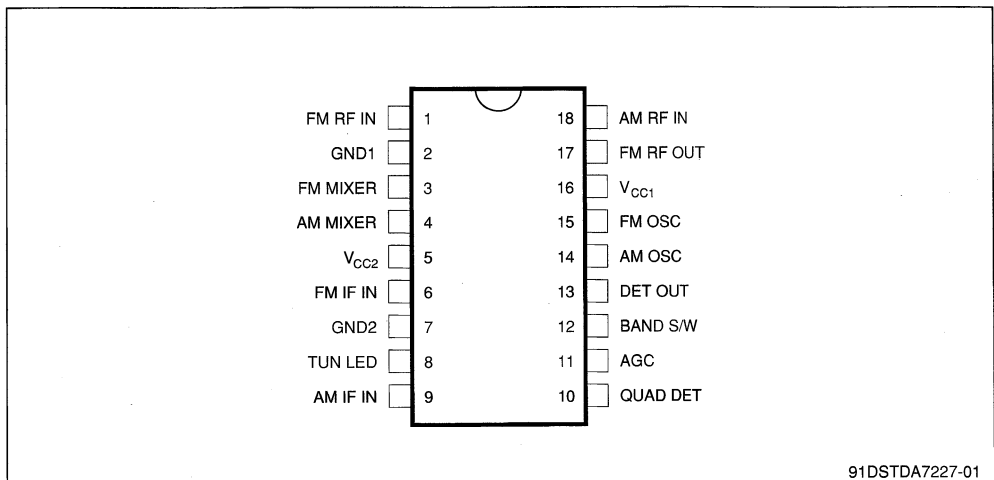 FM RF IN 1 18 AM RF IN
GND1 2 17 FM RF OUT
FM MIXER 3 16 VCC1
AM MIXER 4 15 FM OSC
VCC2 5 14 AM OSC
FM IF IN 6 13 DET OUT
GND2 7 12 BAND S/W
TUN LED 8 11 AGC
AM IF IN 9 10 QUAD DET
91DSTDA7227-01